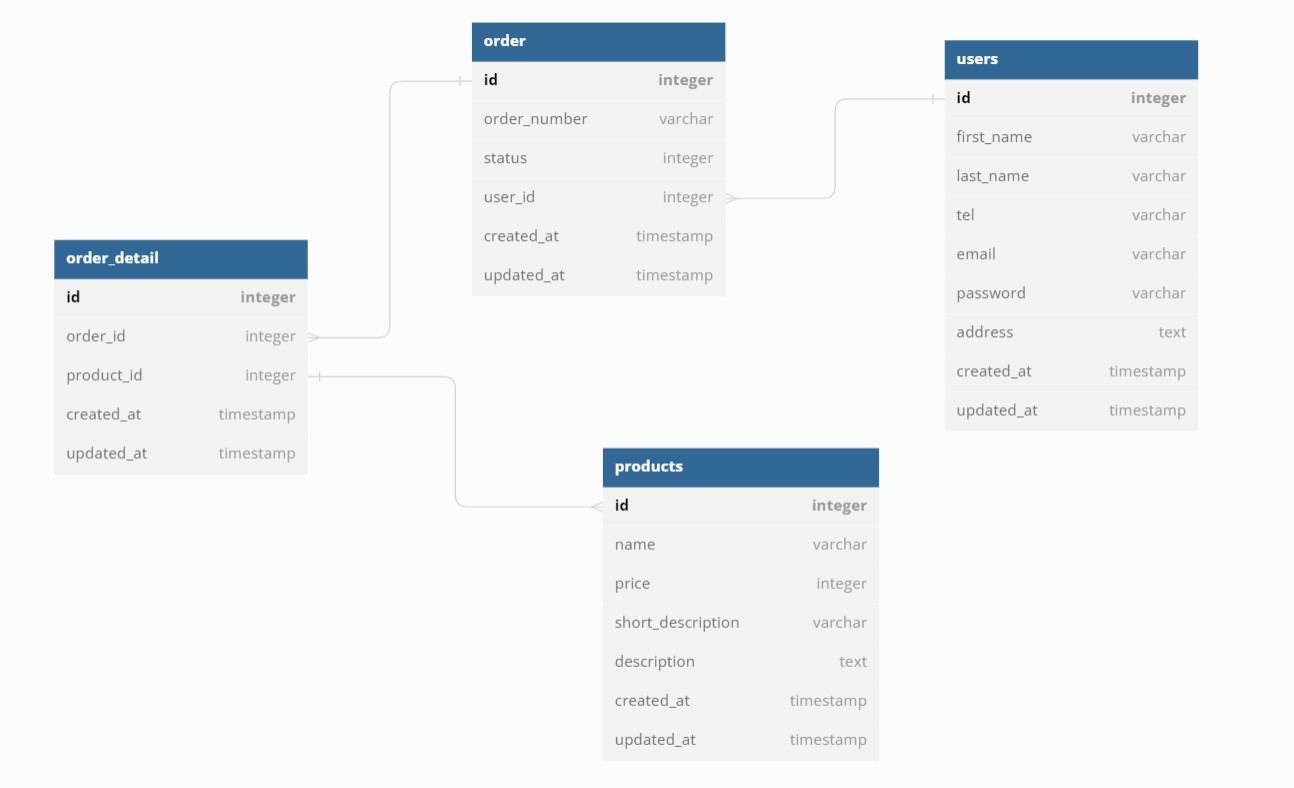 order
id integer
order_number varchar
status integer
user_id integer
created_at timestamp
updated_at timestamp
users
id integer
first_name varchar
last_name varchar
tel varchar
email varchar
password varchar
address text
created_at timestamp
updated_at timestamp
order_detail
id integer
order_id integer
product_id integer
created_at timestamp
updated_at timestamp
products
id integer
name varchar
price integer
short_description varchar
description text
created_at timestamp
updated_at timestamp